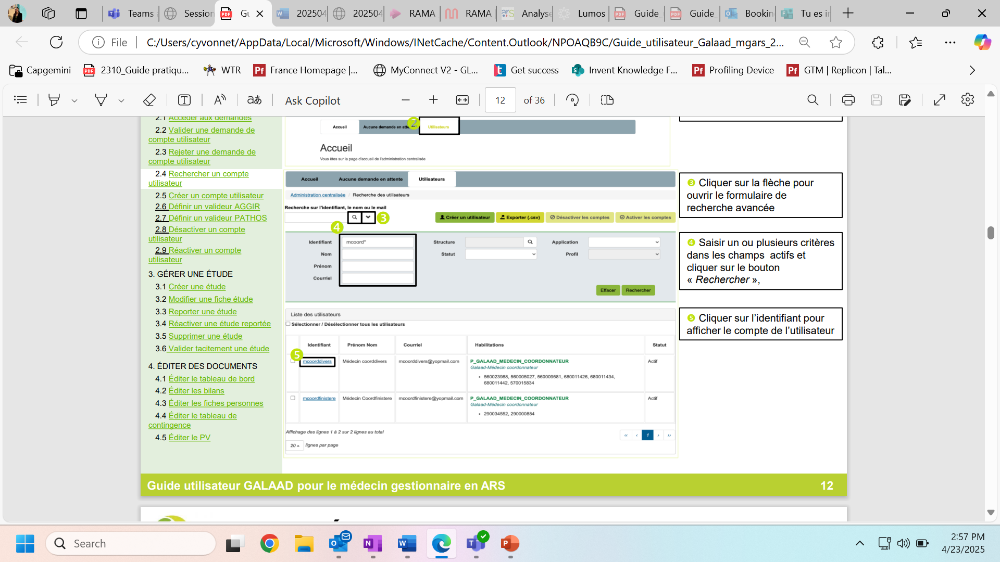 Teams
Session
Gu
202504
202504
RAMA
RAMA
Analyse
Lumos
Guide_
Guide_
Bookin
Tu es i
File
C:/Users/cyvonnet/AppData/Local/Microsoft/Windows/INetCache/Content.Outlook/NPOAQB9C/Guide_utilisateur_Galaad_mgars_2...
Capgemini
2310_Guide pratiqu...
WTR
France Homepage |...
MyConnect V2 - GL...
Get success
Invent Knowledge F...
Profiling Device
GTM | Replicon | Tal...
Ask Copilot
12
of 36
2.1 Accéder aux demandes
2.2 Valider une demande de
compte utilisateur
2.3 Rejeter une demande de
compte utilisateur
2.4 Rechercher un compte
utilisateur
2.5 Créer un compte utilisateur
2.6 Définir un valideur AGGIR
2.7 Définir un valideur PATHOS
2.8 Désactiver un compte
utilisateur
2.9 Réactiver un compte
utilisateur
3. GÉRER UNE ÉTUDE
3.1 Créer une étude
3.2 Modifier une fiche étude
3.3 Reporter une étude
3.4 Réactiver une étude reportée
3.5 Supprimer une étude
3.6 Valider tacitement une étude
4. ÉDITER DES DOCUMENTS
4.1 Éditer le tableau de bord
4.2 Éditer les bilans
4.3 Éditer les fiches personnes
4.4 Éditer le tableau de
contingence
4.5 Éditer le PV
Accueil
Aucune demande en atte
2
Utilisateurs
Accueil
Vous êtes sur la page d'accueil de l'administration centralisée
Accueil
Aucune demande en attente
Utilisateurs
Administration centralisée / Recherche des utilisateurs
Recherche sur l'identifiant, le nom ou le mail
3
Créer un utilisateur
Exporter (.csv)
Désactiver les comptes
Activer les comptes
4
Identifiant
mcoord*
Structure
Application
Nom
Statut
Profil
Prénom
Courriel
Effacer
Rechercher
Liste des utilisateurs
Sélectionner / Désélectionner tous les utilisateurs
Identifiant
Prénom Nom
Courriel
Habilitations
Statut
5
mcoorddivers
Médecin coorddivers
mcoorddivers@yopmail.com
P_GALAAD_MEDECIN_COORDONNATEUR
Actif
Galaad-Médecin coordonnateur
• 560023988, 560005027, 560009581, 680011426, 680011434,
680011442, 570015834
mcoordfinistere
Médecin Coordfinistere
mcoordfinistere@yopmail.com
P_GALAAD_MEDECIN_COORDONNATEUR
Actif
Galaad-Médecin coordonnateur
• 290034552, 290000884
Affichage des lignes 1 à 2 sur 2 lignes au total
‹‹ ‹ 1 › ››
20 lignes par page
❸ Cliquer sur la flèche pour
ouvrir le formulaire de
recherche avancée
❹ Saisir un ou plusieurs critères
dans les champs actifs et
cliquer sur le bouton
« Rechercher »,
❺ Cliquer sur l'identifiant pour
afficher le compte de l'utilisateur
Guide utilisateur GALAAD pour le médecin gestionnaire en ARS
12
Search
2:57 PM
4/23/2025